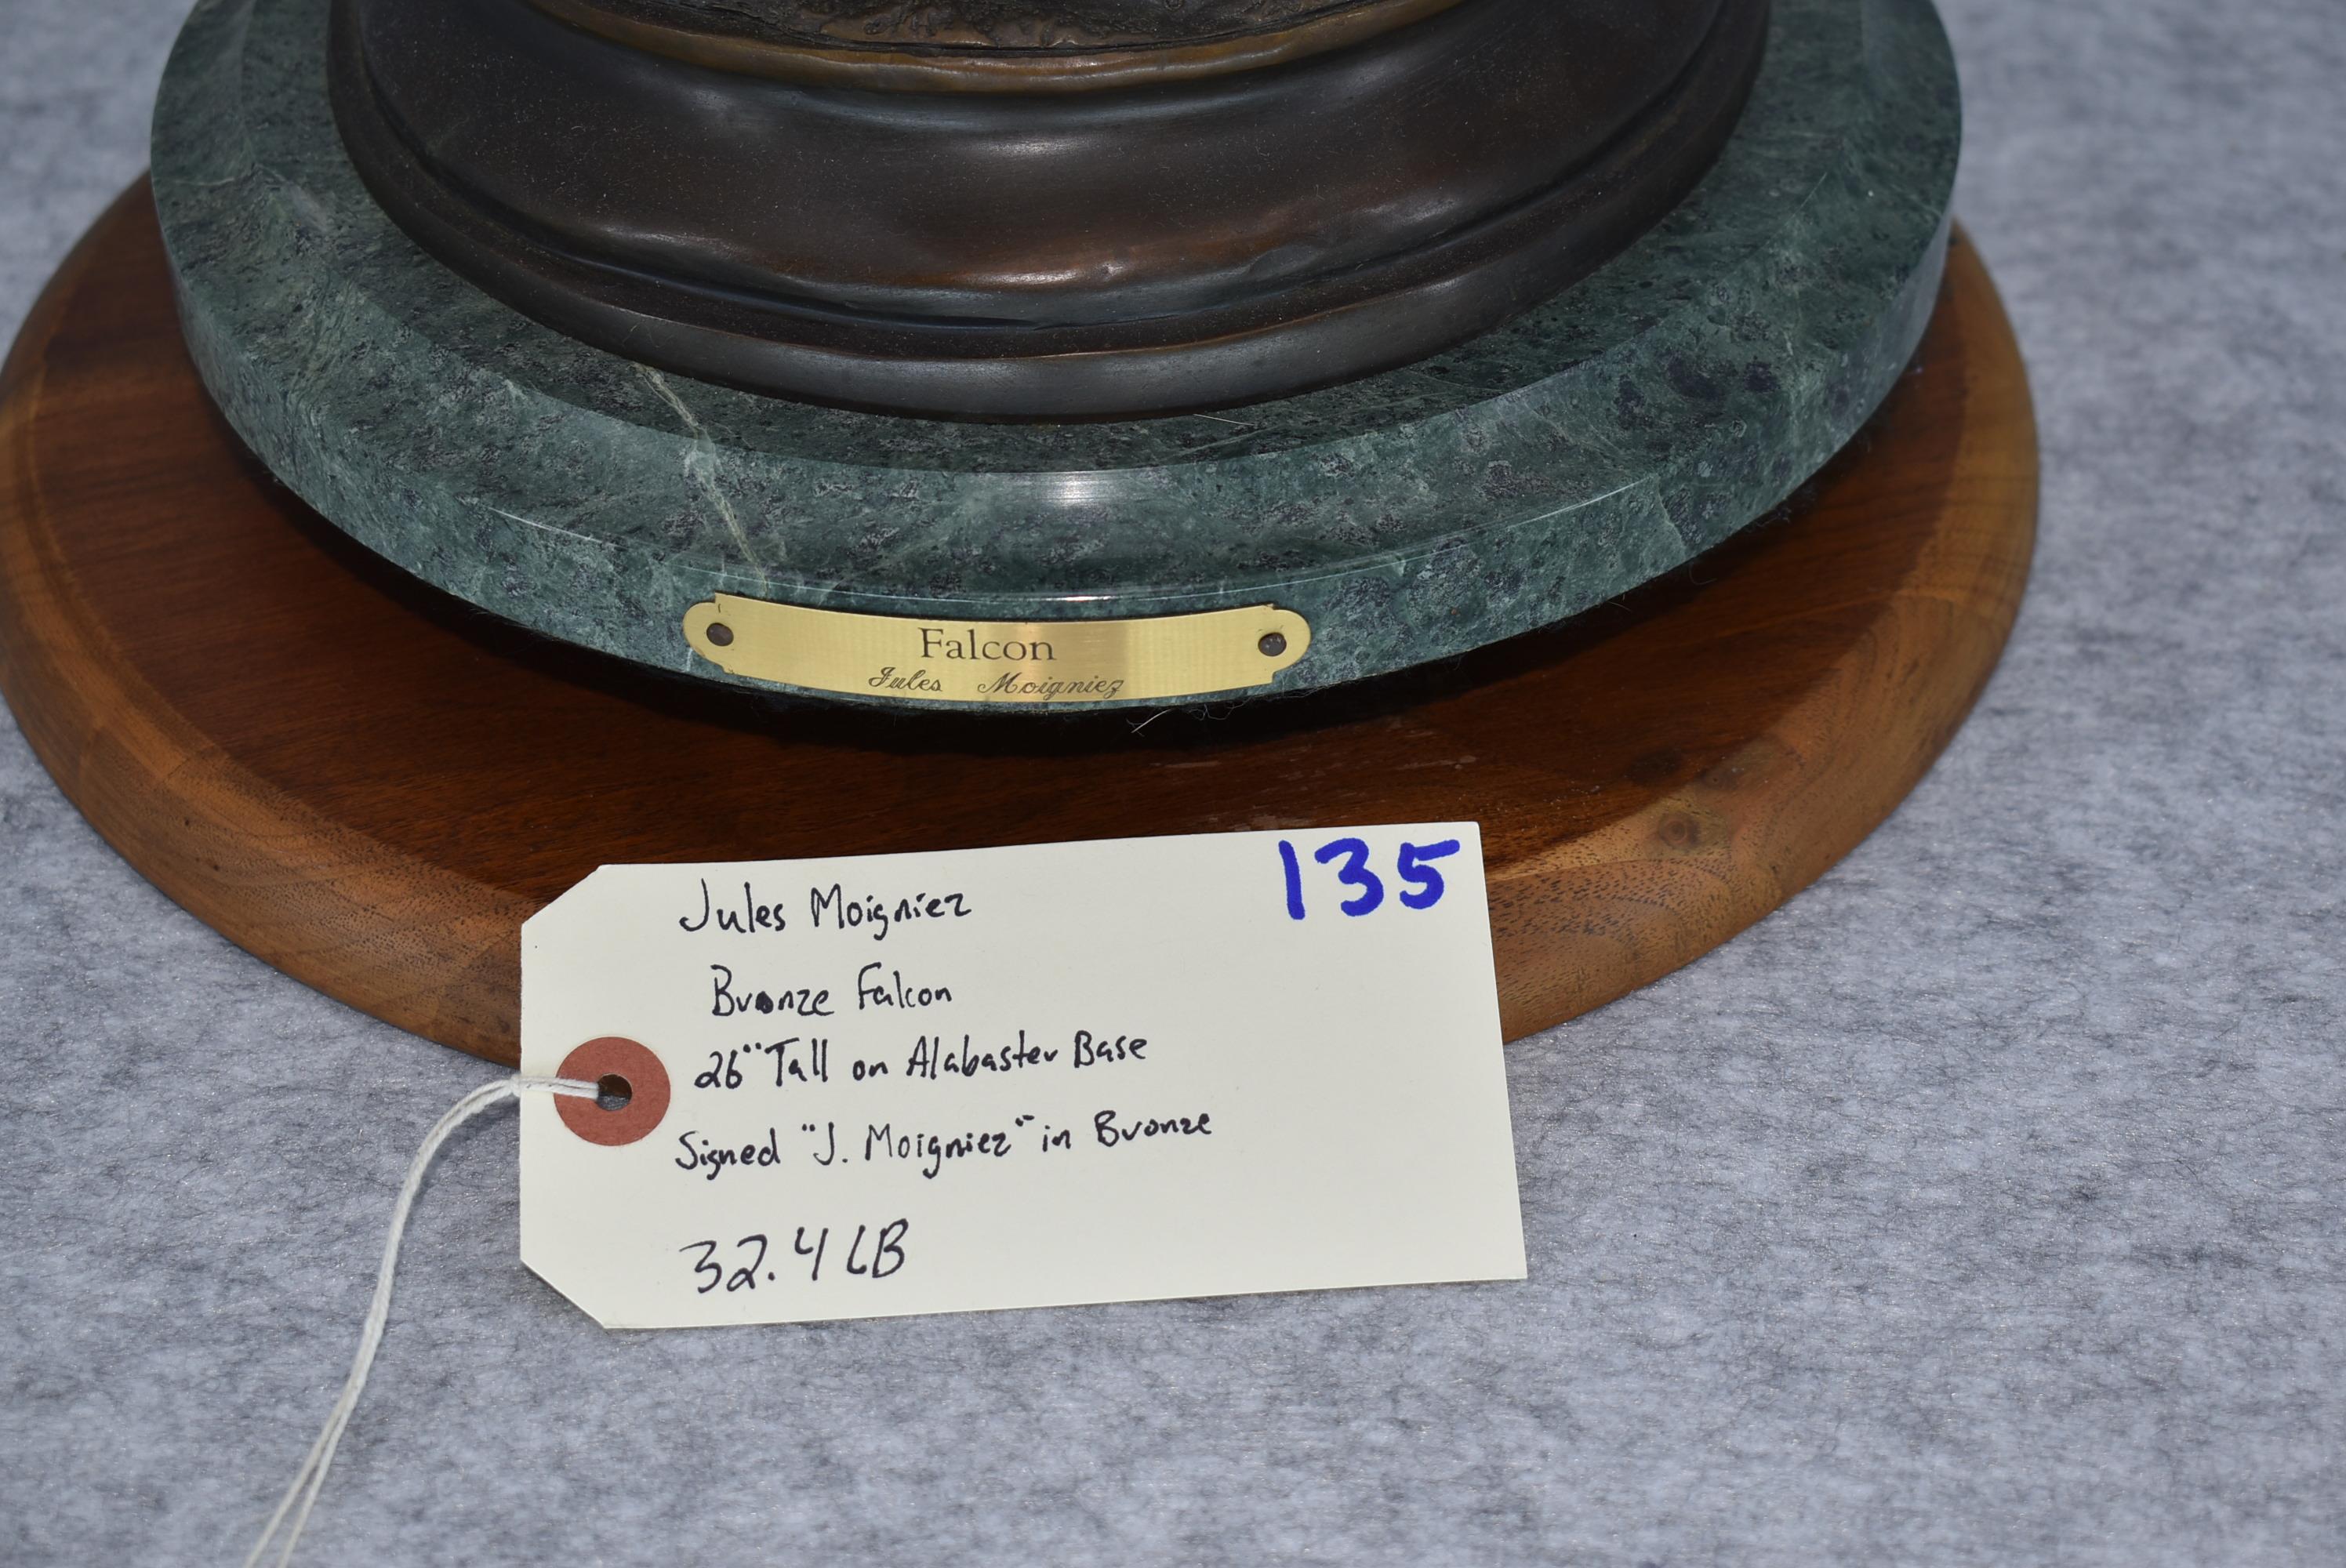 Falcon
Jules Moigniez
135
Jules Moigniez
Bronze Falcon
26" Tall on Alabaster Base
Signed "J. Moigniez" in Bronze
32.4 LB